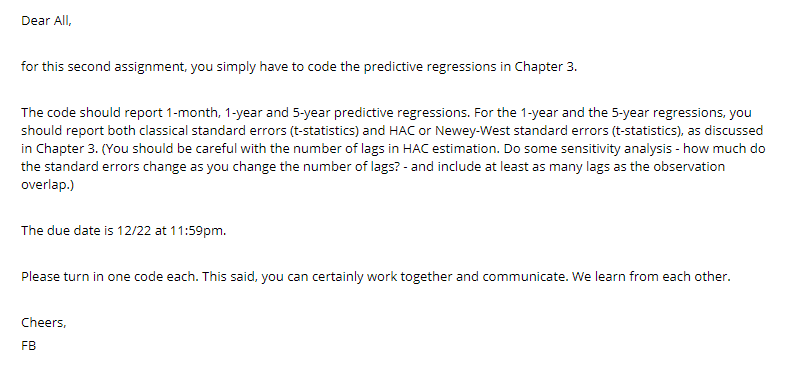 Dear All,
for this second assignment, you simply have to code the predictive regressions in Chapter 3.
The code should report 1-month, 1-year and 5-year predictive regressions. For the 1-year and the 5-year regressions, you
should report both classical standard errors (t-statistics) and HAC or Newey-West standard errors (t-statistics), as discussed
in Chapter 3. (You should be careful with the number of lags in HAC estimation. Do some sensitivity analysis - how much do
the standard errors change as you change the number of lags? - and include at least as many lags as the observation
overlap.)
The due date is 12/22 at 11:59pm.
Please turn in one code each. This said, you can certainly work together and communicate. We learn from each other.
Cheers,
FB